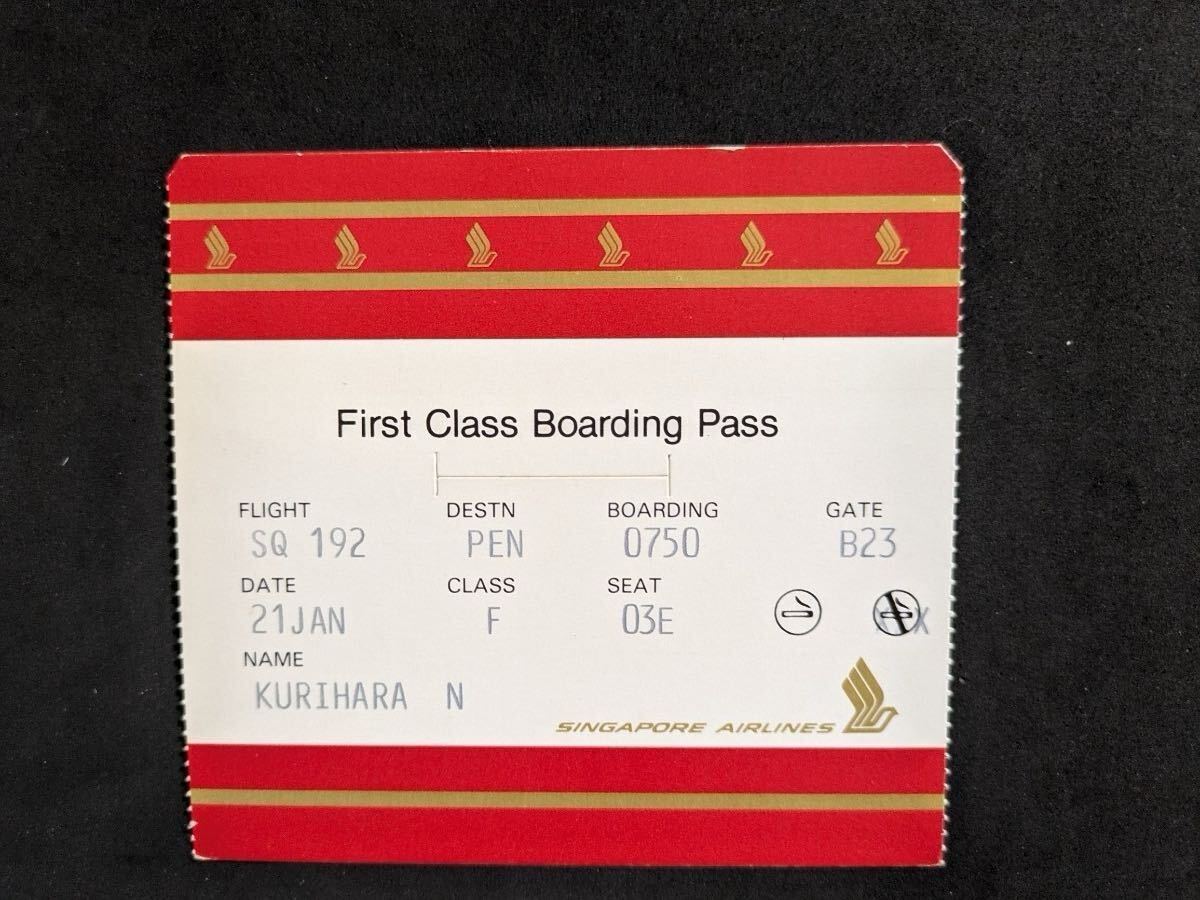 First Class Boarding Pass
FLIGHT DESTN BOARDING GATE
SQ 192 PEN 0750 B23
DATE CLASS SEAT
21JAN F 03E X
NAME
KURIHARA N
SINGAPORE AIRLINES